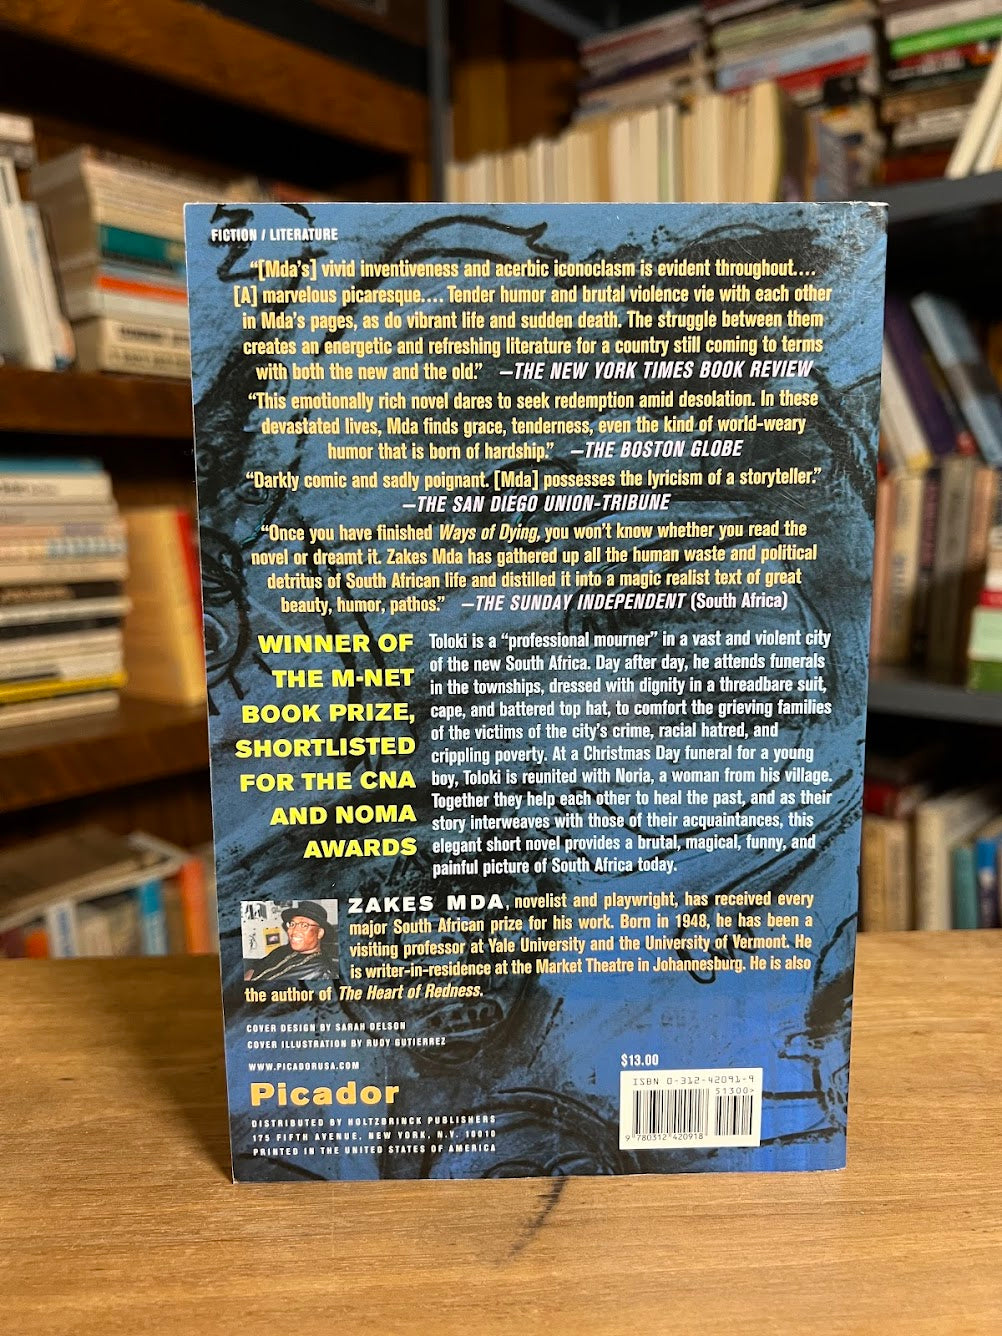 FICTION / LITERATURE
“[Mda's] vivid inventiveness and acerbic iconoclasm is evident throughout....
[A] marvelous picaresque.... Tender humor and brutal violence vie with each other
in Mda's pages, as do vibrant life and sudden death. The struggle between them
creates an energetic and refreshing literature for a country still coming to terms
with both the new and the old.” —THE NEW YORK TIMES BOOK REVIEW
“This emotionally rich novel dares to seek redemption amid desolation. In these
devastated lives, Mda finds grace, tenderness, even the kind of world-weary
humor that is born of hardship.” —THE BOSTON GLOBE
“Darkly comic and sadly poignant. [Mda] possesses the lyricism of a storyteller.”
—THE SAN DIEGO UNION-TRIBUNE
“Once you have finished Ways of Dying, you won't know whether you read the
novel or dreamt it. Zakes Mda has gathered up all the human waste and political
detritus of South African life and distilled it into a magic realist text of great
beauty, humor, pathos.” —THE SUNDAY INDEPENDENT (South Africa)
WINNER OF
THE M-NET
BOOK PRIZE,
SHORTLISTED
FOR THE CNA
AND NOMA
AWARDS
Toloki is a “professional mourner” in a vast and violent city
of the new South Africa. Day after day, he attends funerals
in the townships, dressed with dignity in a threadbare suit,
cape, and battered top hat, to comfort the grieving families
of the victims of the city's crime, racial hatred, and
crippling poverty. At a Christmas Day funeral for a young
boy, Toloki is reunited with Noria, a woman from his village.
Together they help each other to heal the past, and as their
story interweaves with those of their acquaintances, this
elegant short novel provides a brutal, magical, funny, and
painful picture of South Africa today.
ZAKES MDA, novelist and playwright, has received every
major South African prize for his work. Born in 1948, he has been a
visiting professor at Yale University and the University of Vermont. He
is writer-in-residence at the Market Theatre in Johannesburg. He is also
the author of The Heart of Redness.
COVER DESIGN BY SARAH DELSON
COVER ILLUSTRATION BY RUDY GUTIERREZ
WWW.PICADORUSA.COM
Picador
DISTRIBUTED BY HOLTZBRINCK PUBLISHERS
175 FIFTH AVENUE, NEW YORK, N.Y. 10010
PRINTED IN THE UNITED STATES OF AMERICA
$13.00
ISBN 0-312-42091-9
51300>
9 780312 420918